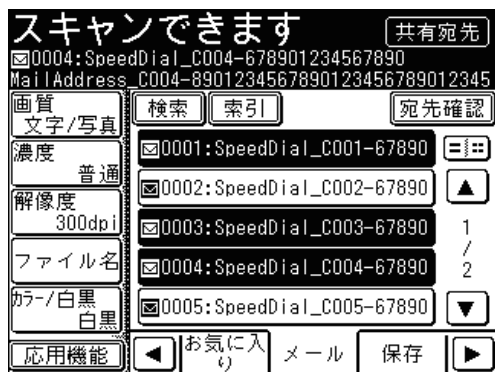 スキャンできます
共有宛先
0004:SpeedDial_C004-678901234567890
MailAddress_C004-8901234567890123456789012345
画質
文字/写真
濃度
普通
解像度
300dpi
ファイル名
カラー/白黒
白黒
応用機能
検索
索引
宛先確認
0001:SpeedDial_C001-67890
0002:SpeedDial_C002-67890
0003:SpeedDial_C003-67890
0004:SpeedDial_C004-67890
0005:SpeedDial_C005-67890
1
/
2
お気に入
り
メール
保存